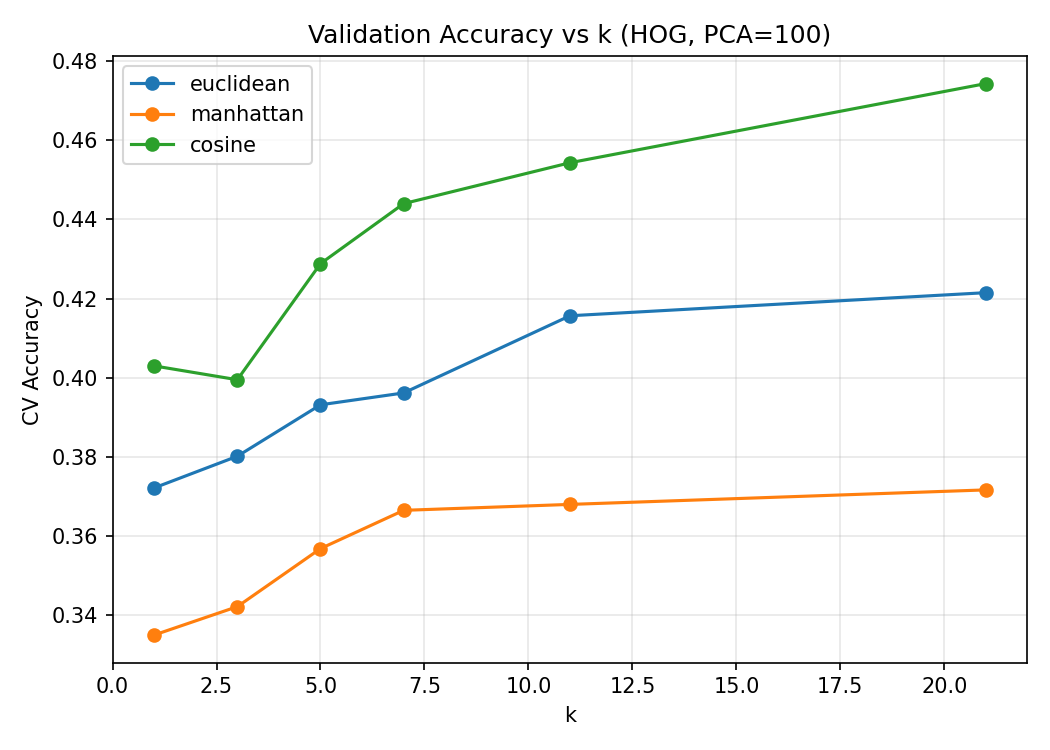 Validation Accuracy vs k (HOG, PCA=100)
euclidean
manhattan
cosine
CV Accuracy
0.48
0.46
0.44
0.42
0.40
0.38
0.36
0.34
0.0 2.5 5.0 7.5 10.0 12.5 15.0 17.5 20.0
k